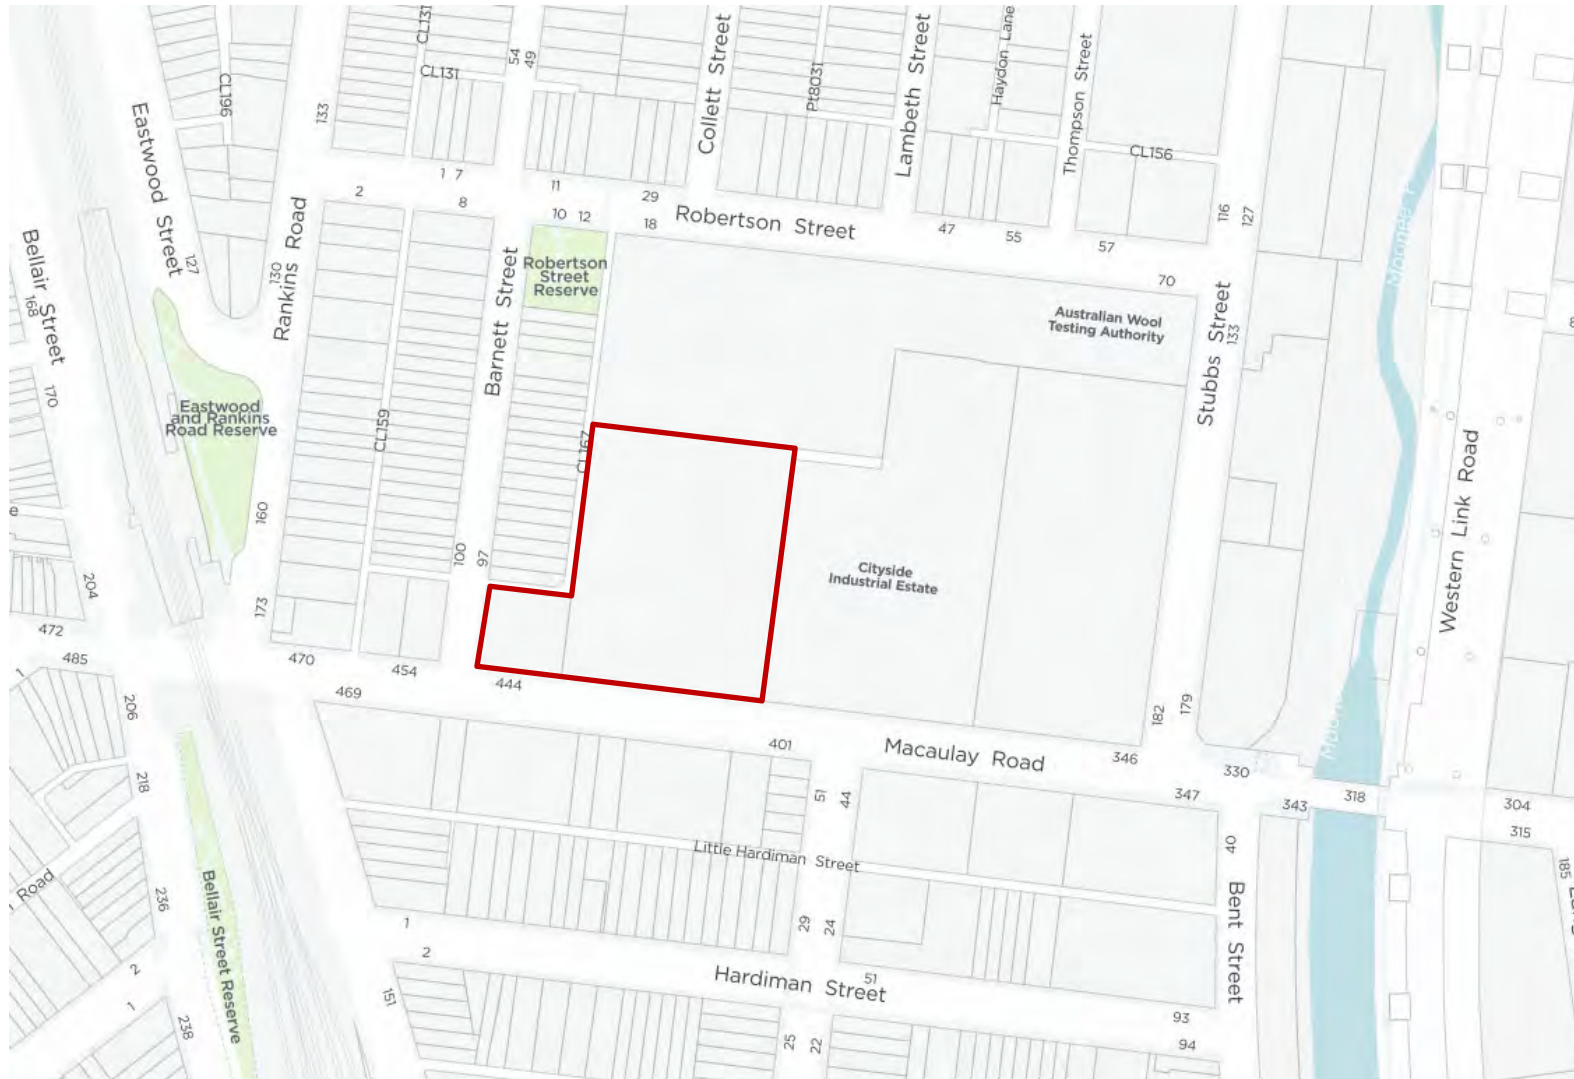 CL131
54
49
CL131
CL196
133
Collett Street
Pt8031
Lambeth Street
Haydon Lane
Thompson Street
CL156
Eastwood Street
1
7
11
29
2
8
10
12
18
Robertson Street
47
55
57
116
127
Moonee
Bellair Street
168
127
130
Rankins Road
Barnett Street
Robertson
Street
Reserve
70
Australian Wool
Testing Authority
Stubbs Street
133
170
Eastwood
and Rankins
Road Reserve
CL159
CL167
Western Link Road
160
100
97
Cityside
Industrial Estate
204
173
472
485
470
454
444
469
206
1
182
179
401
Macaulay Road
346
330
218
51
44
347
343
318
304
315
Little Hardiman Street
40
185
Road
236
Bellair Street Reserve
1
2
29
24
Bent Street
2
1
Hardiman Street
51
151
238
25
22
93
94